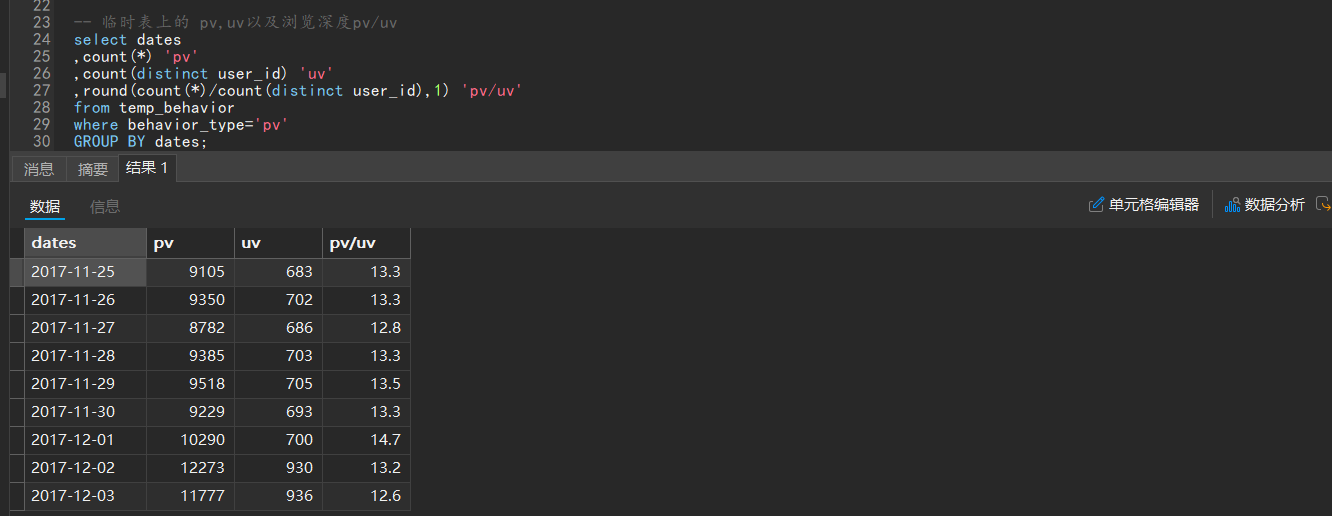 22
23 -- 临时表上的 pv,uv以及浏览深度pv/uv
24 select dates
25 ,count(*) 'pv'
26 ,count(distinct user_id) 'uv'
27 ,round(count(*)/count(distinct user_id),1) 'pv/uv'
28 from temp_behavior
29 where behavior_type='pv'
30 GROUP BY dates;
消息 摘要 结果 1
数据 信息 单元格编辑器 数据分析
dates pv uv pv/uv
2017-11-25 9105 683 13.3
2017-11-26 9350 702 13.3
2017-11-27 8782 686 12.8
2017-11-28 9385 703 13.3
2017-11-29 9518 705 13.5
2017-11-30 9229 693 13.3
2017-12-01 10290 700 14.7
2017-12-02 12273 930 13.2
2017-12-03 11777 936 12.6